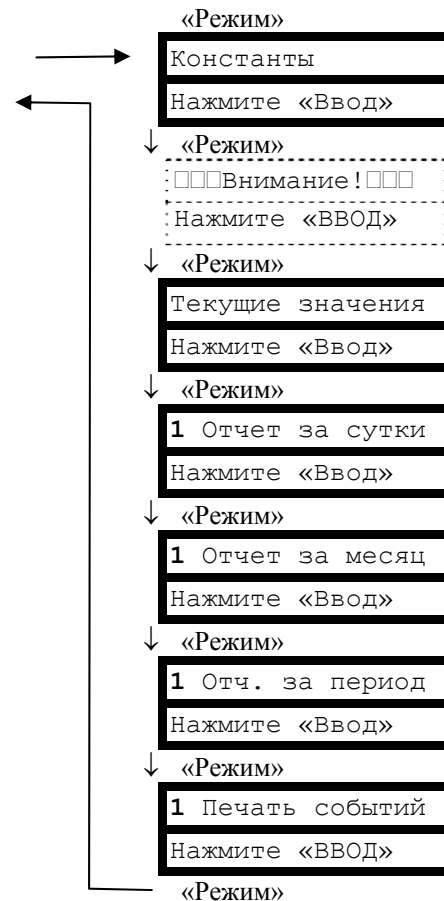 «Режим»
Константы
Нажмите «Ввод»
↓ «Режим»
□□□Внимание!□□□
Нажмите «ВВОД»
↓ «Режим»
Текущие значения
Нажмите «Ввод»
↓ «Режим»
1 Отчет за сутки
Нажмите «Ввод»
↓ «Режим»
1 Отчет за месяц
Нажмите «Ввод»
↓ «Режим»
1 Отч. за период
Нажмите «Ввод»
↓ «Режим»
1 Печать событий
Нажмите «ВВОД»
«Режим»